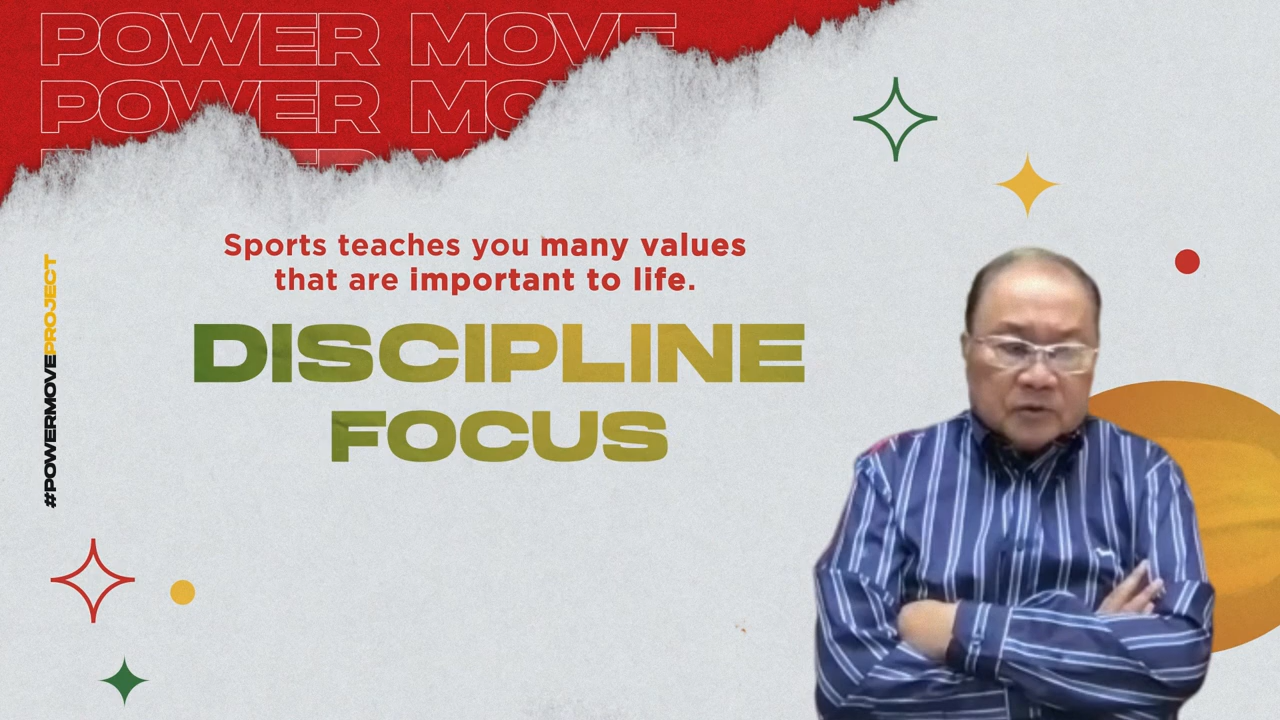 POWER MOVE
POWER MO
Sports teaches you many values
that are important to life.
DISCIPLINE
FOCUS
#POWERMOVEPROJECT